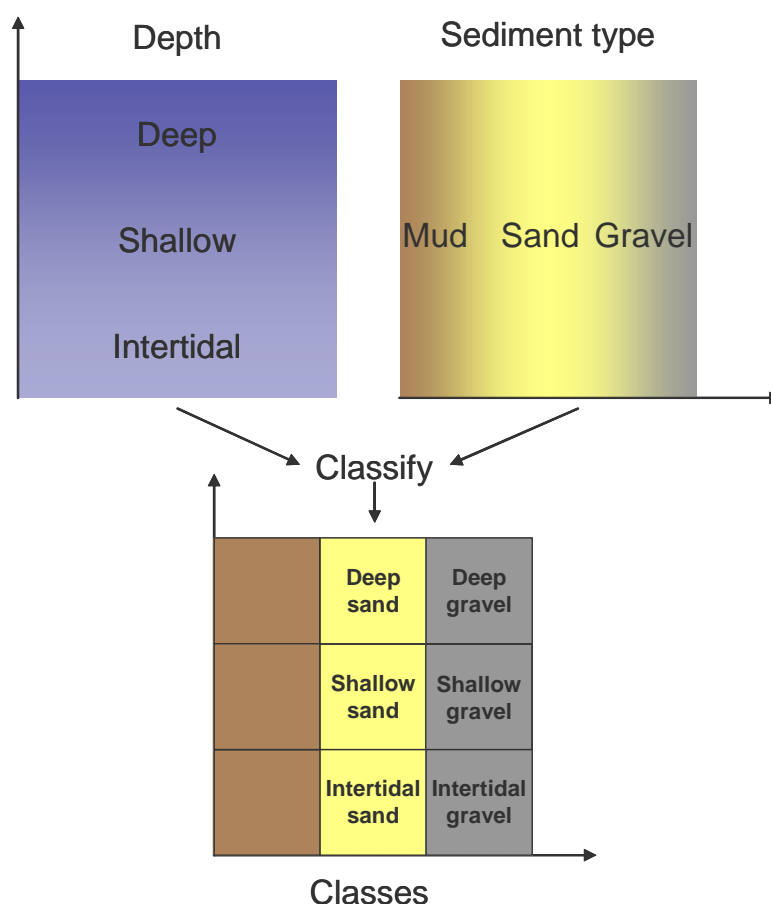 Depth
Sediment type
Deep
Shallow
Intertidal
Mud Sand Gravel
Classify
Deep
sand
Deep
gravel
Shallow
sand
Shallow
gravel
Intertidal
sand
Intertidal
gravel
Classes